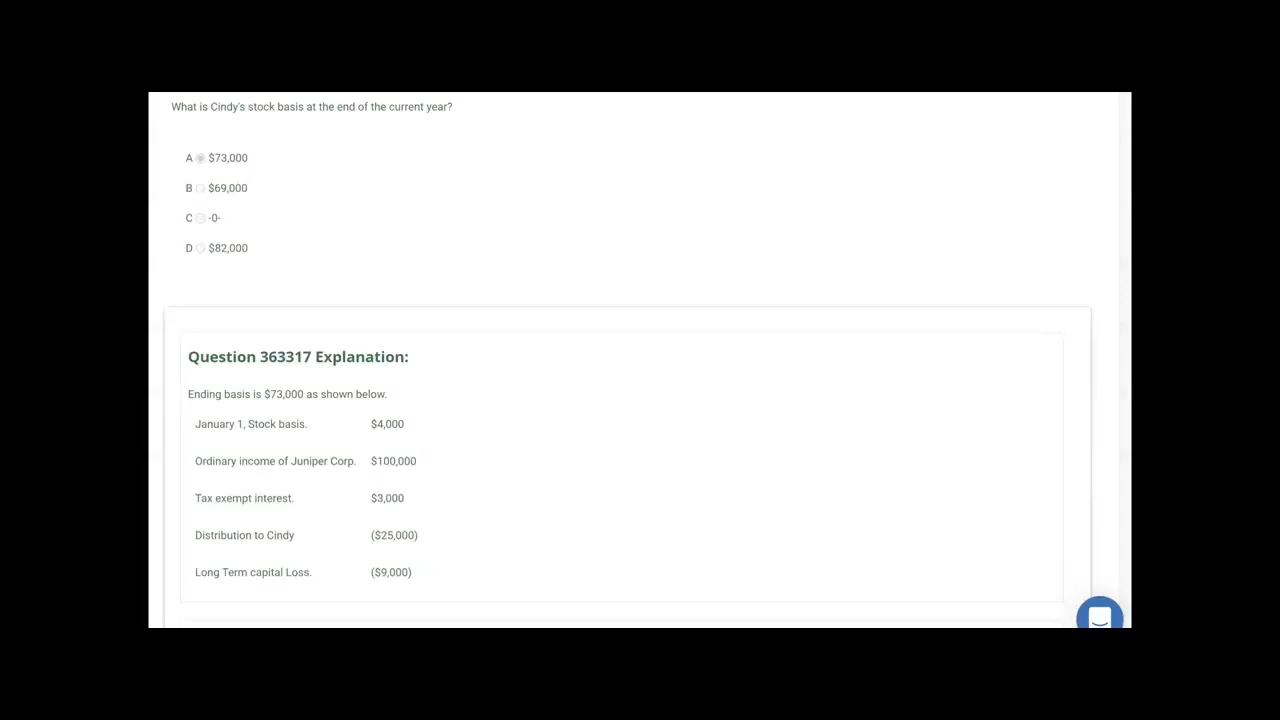 What is Cindy's stock basis at the end of the current year?
A $73,000
B $69,000
C -0-
D $82,000
Question 363317 Explanation:
Ending basis is $73,000 as shown below.
January 1, Stock basis. $4,000
Ordinary income of Juniper Corp. $100,000
Tax exempt interest. $3,000
Distribution to Cindy ($25,000)
Long Term capital Loss. ($9,000)